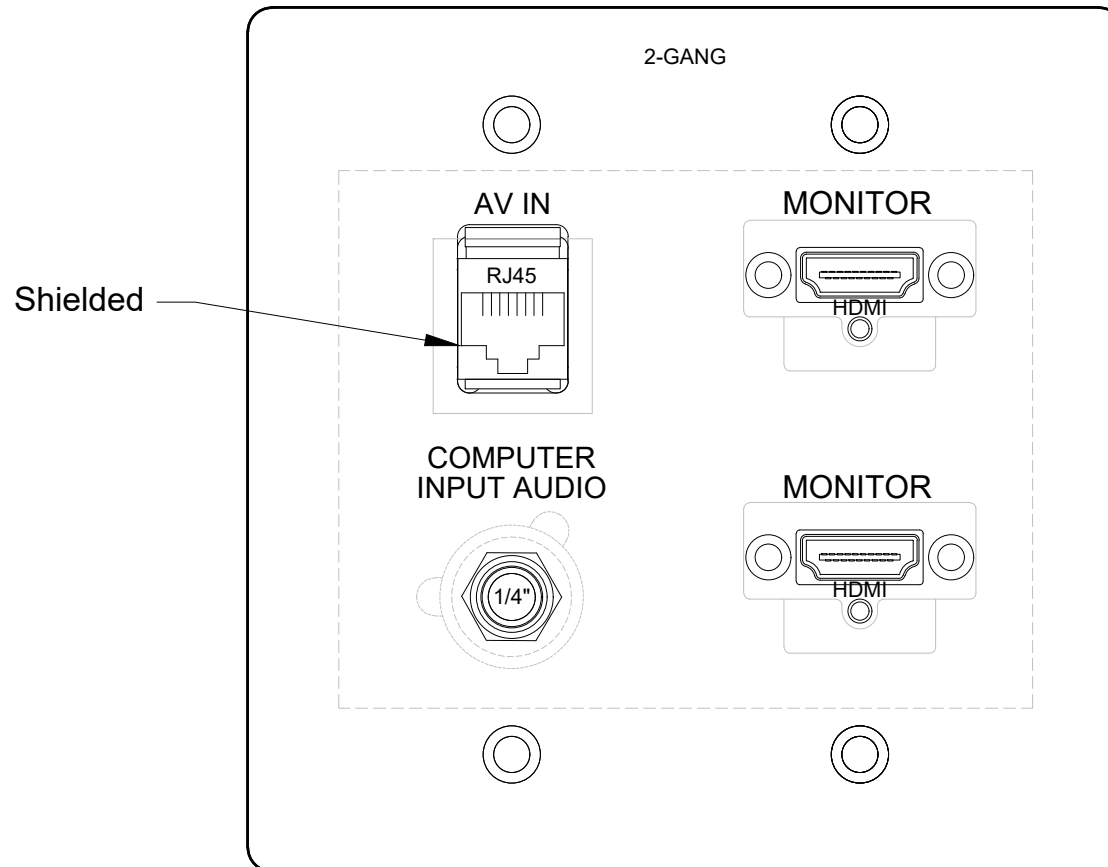 2-GANG
AV IN
MONITOR
RJ45
Shielded
HDMI
COMPUTER
INPUT AUDIO
MONITOR
1/4"
HDMI